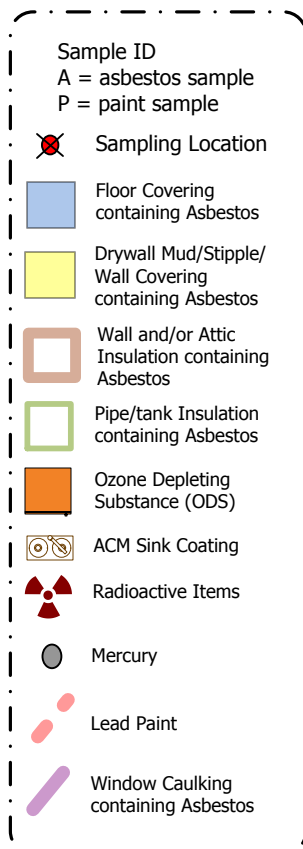 Sample ID
A = asbestos sample
P = paint sample
Sampling Location
Floor Covering
containing Asbestos
Drywall Mud/Stipple/
Wall Covering
containing Asbestos
Wall and/or Attic
Insulation containing
Asbestos
Pipe/tank Insulation
containing Asbestos
Ozone Depleting
Substance (ODS)
ACM Sink Coating
Radioactive Items
Mercury
Lead Paint
Window Caulking
containing Asbestos